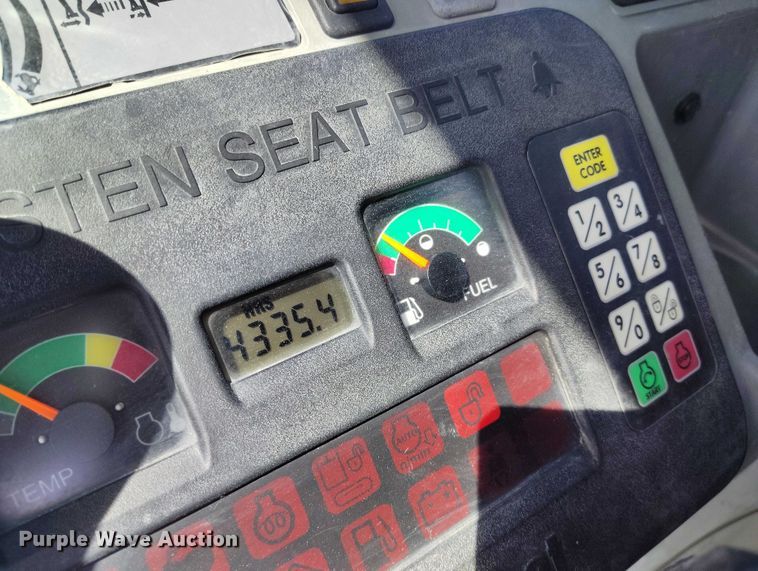 STEN SEAT BELT
ENTER
CODE
1/2
3/4
5/6
7/8
9/0
START
HRS
4335.4
FUEL
TEMP
AUTO
Purple Wave Auction